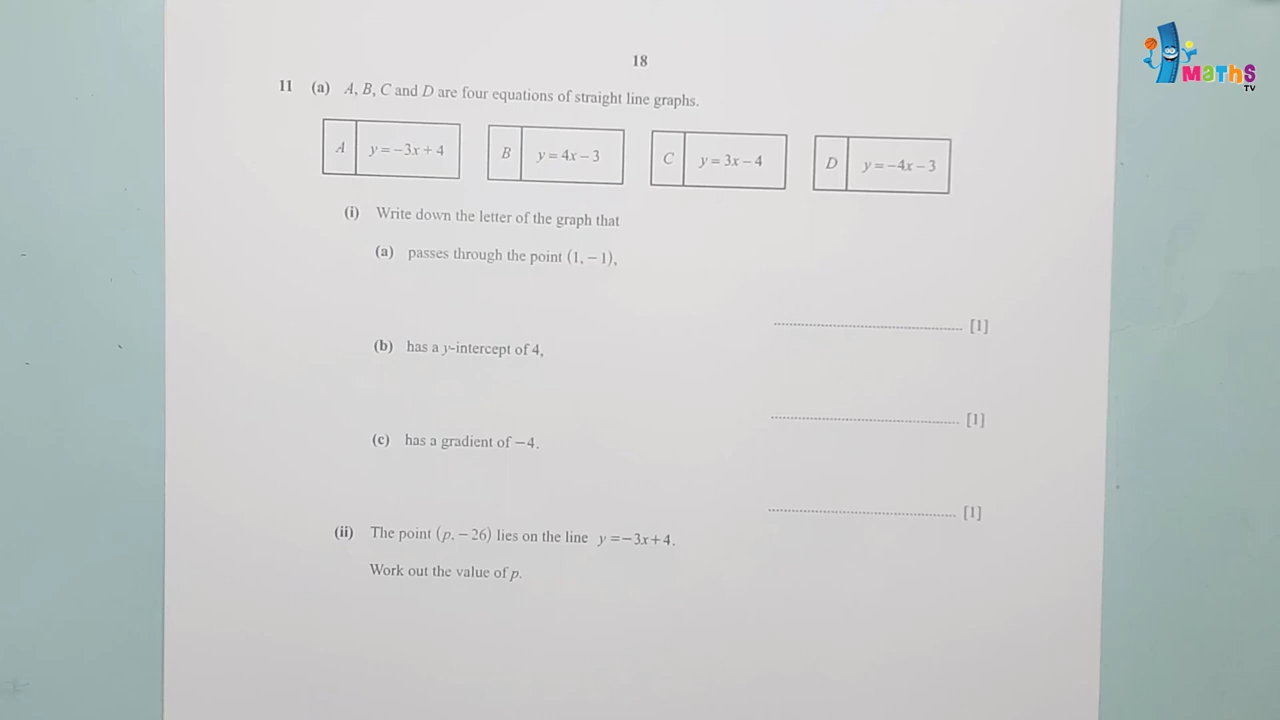 18
MATHS
TV
11 (a) A, B, C and D are four equations of straight line graphs.
A y = −3x + 4 B y = 4x − 3 C y = 3x − 4 D y = −4x − 3
(i) Write down the letter of the graph that
(a) passes through the point (1, − 1),
................................................ [1]
(b) has a y-intercept of 4,
................................................ [1]
(c) has a gradient of −4.
................................................ [1]
(ii) The point (p, − 26) lies on the line y = −3x + 4.
Work out the value of p.